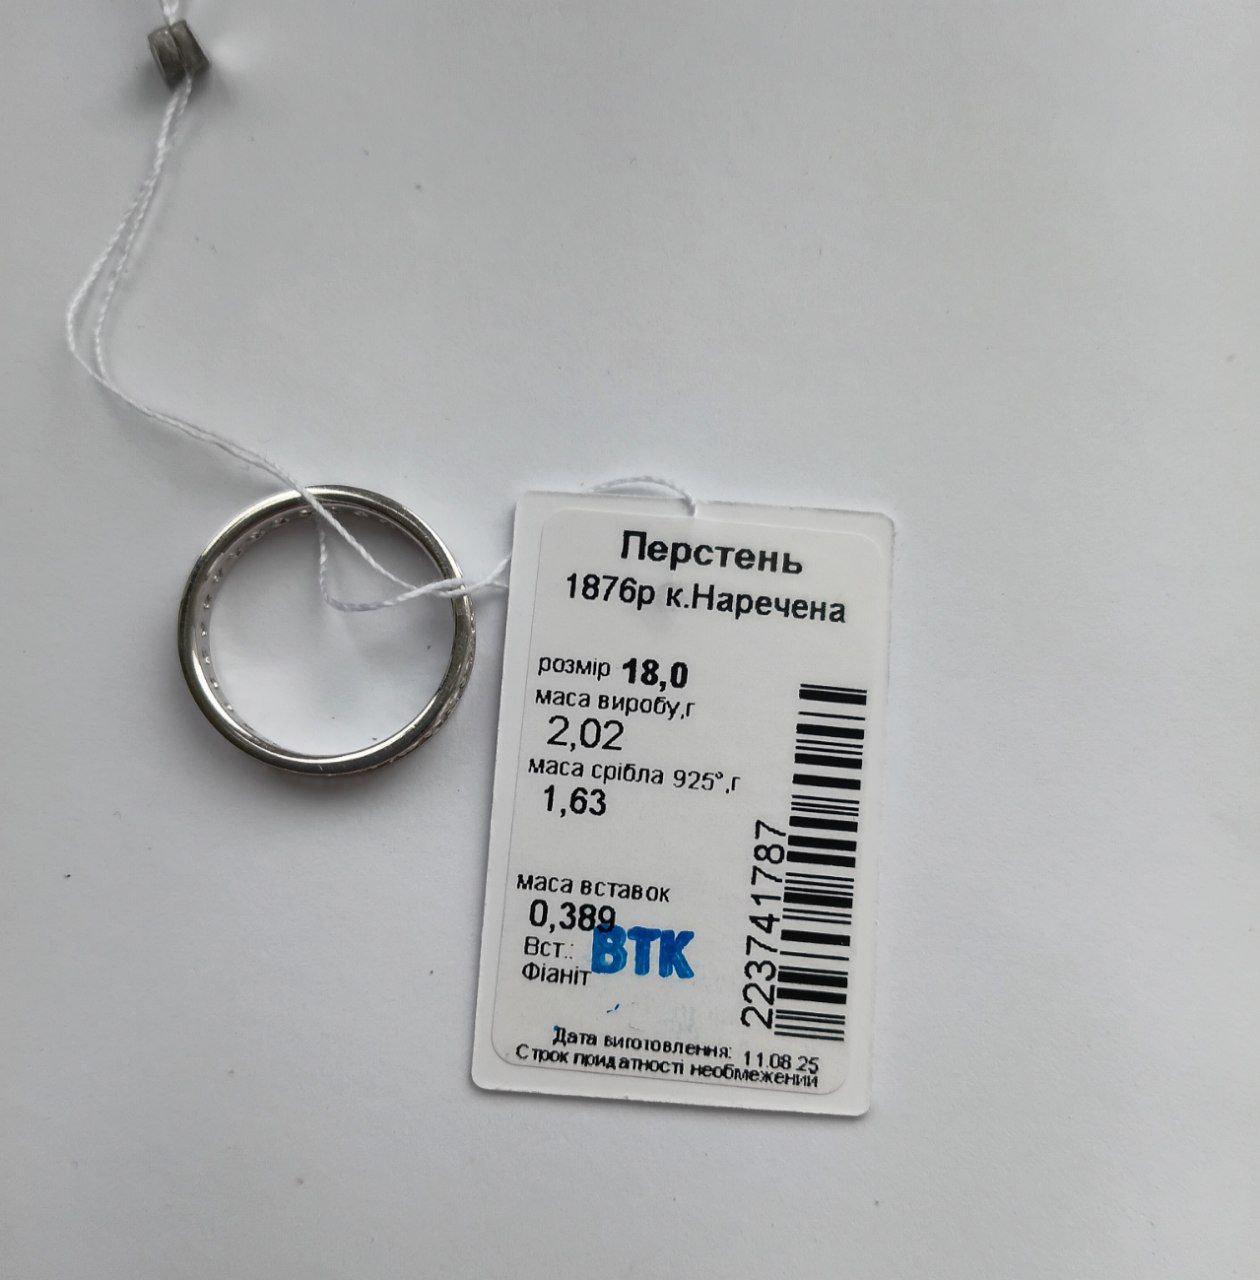 Перстень
1876р к.Наречена
розмір 18,0
маса виробу,г
2,02
маса срібла 925°,г
1,63
маса вставок
0,389
Вст.:
Фіаніт
ВТК
223741787
Дата виготовлення: 11.08.25
Строк придатності необмежений